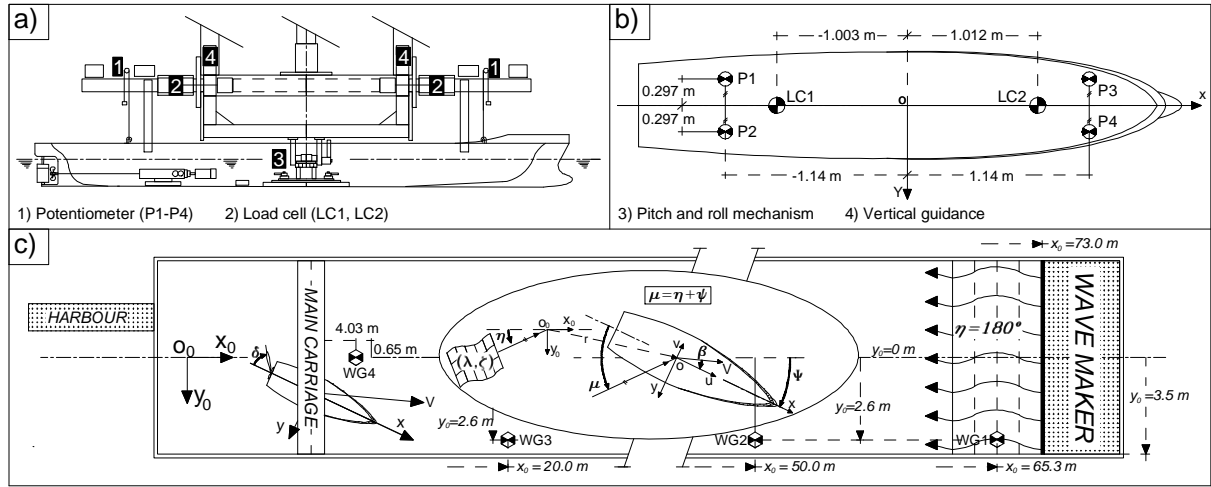 a)
4
4
1
1
2
2
3
1) Potentiometer (P1-P4)
2) Load cell (LC1, LC2)
b)
-1.003 m
1.012 m
P1
P3
0.297 m
LC1
o
LC2
x
0.297 m
P2
P4
-1.14 m
1.14 m
Y
3) Pitch and roll mechanism
4) Vertical guidance
c)
x₀ = 73.0 m
HARBOUR
MAIN CARRAGE
WAVE MAKER
μ = η + ψ
η = 180°
4.03 m
0.65 m
WG4
o₀
x₀
y₀
δ
V
x
y
η
o₀
x₀
y₀
r
(λ,ζ)
μ
v
o
β
V
u
y
x
ψ
y₀=0 m
y₀=3.5 m
y₀=2.6 m
y₀=2.6 m
WG3
WG2
WG1
x₀ = 20.0 m
x₀ = 50.0 m
x₀ = 65.3 m